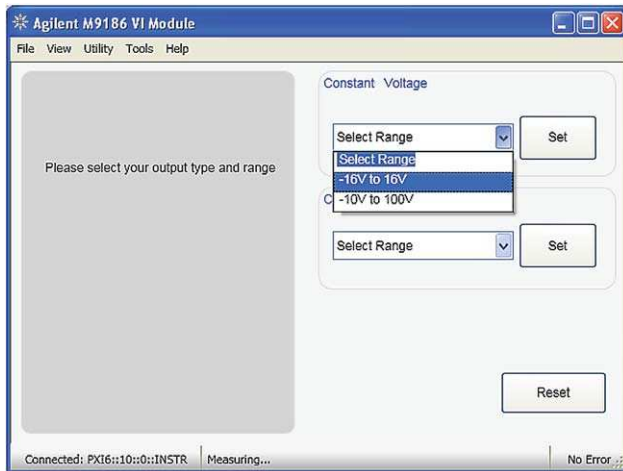 Agilent M9186 VI Module
File View Utility Tools Help
Please select your output type and range
Constant Voltage
Select Range
Set
Select Range
-16V to 16V
-10V to 100V
C
Select Range
Set
Reset
Connected: PXI6::10::0::INSTR
Measuring...
No Error